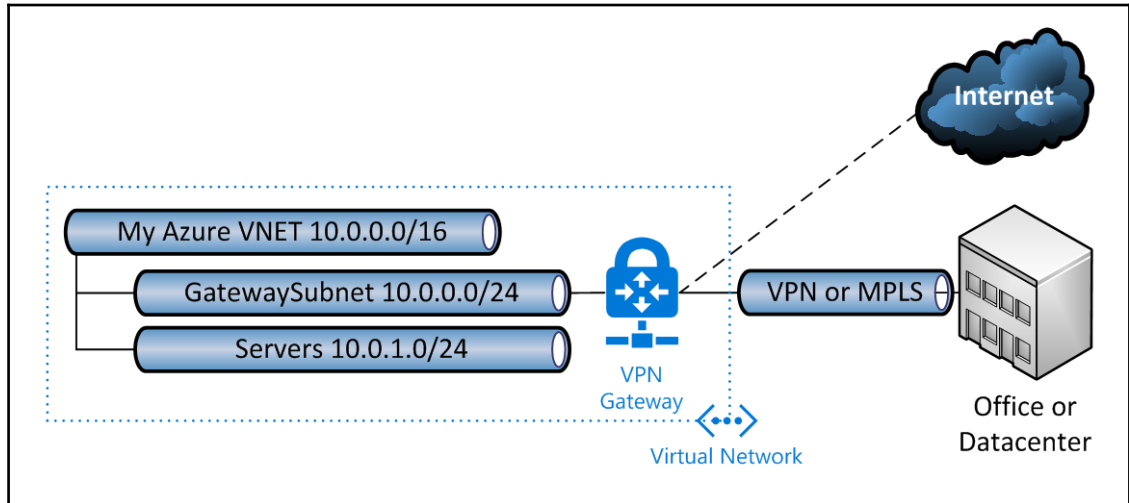 Internet
My Azure VNET 10.0.0.0/16
GatewaySubnet 10.0.0.0/24
VPN or MPLS
Servers 10.0.1.0/24
VPN
Gateway
Virtual Network
Office or
Datacenter